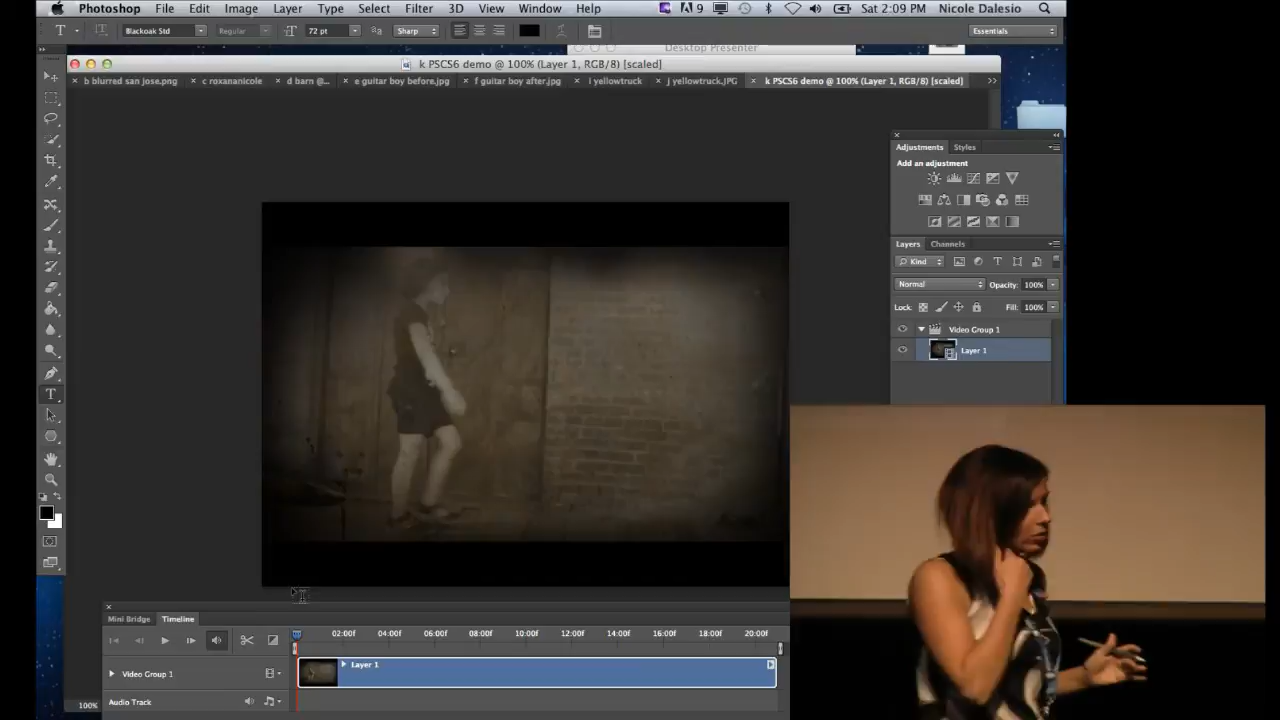 Photoshop File Edit Image Layer Type Select Filter 3D View Window Help 9 Sat 2:09 PM Nicole Dalesio
T Blackoak Std Regular 72 pt Sharp Essentials
Desktop Presenter
k PSCS6 demo @ 100% (Layer 1, RGB/8) [scaled]
× b blurred san jose.png × c roxananicole × d barn @... × e guitar boy before.jpg × f guitar boy after.jpg × i yellowtruck × j yellowtruck.JPG × k PSCS6 demo @ 100% (Layer 1, RGB/8) [scaled] »
Adjustments Styles
Add an adjustment
Layers Channels
Kind
Normal Opacity: 100%
Lock: Fill: 100%
Video Group 1
Layer 1
Mini Bridge Timeline
02:00f 04:00f 06:00f 08:00f 10:00f 12:00f 14:00f 16:00f 18:00f 20:00f
Video Group 1 Layer 1
Audio Track
100%